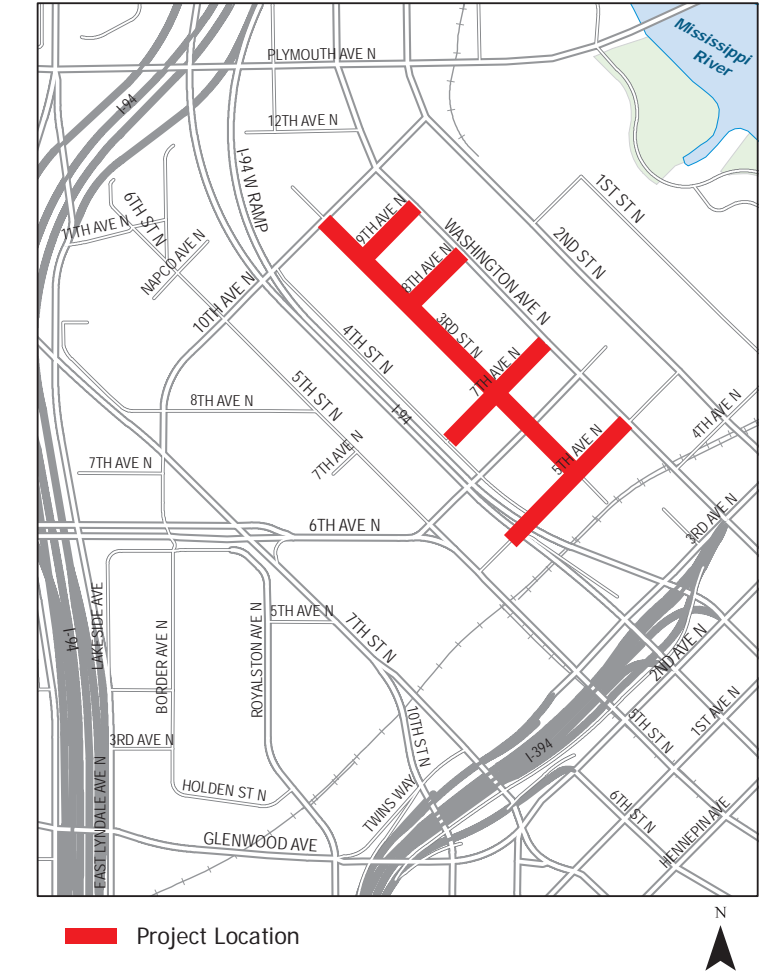 Mississippi
River
PLYMOUTH AVE N
I-94
12TH AVE N
I-94 W RAMP
1ST ST N
6TH ST N
11TH AVE N
9TH AVE N
WASHINGTON AVE N
2ND ST N
NAPCO AVE N
8TH AVE N
10TH AVE N
3RD ST N
4TH ST N
7TH AVE N
5TH ST N
I-94
8TH AVE N
4TH AVE N
5TH AVE N
7TH AVE N
7TH AVE N
3RD AVE N
6TH AVE N
LAKESIDE AVE
I-94
BORDER AVE N
ROYALSTON AVE N
5TH AVE N
7TH ST N
2ND AVE N
10TH ST N
5TH ST N
1ST AVE N
3RD AVE N
I-394
EAST LYNDALE AVE N
HOLDEN ST N
TWINS WAY
6TH ST N
HENNEPIN AVE
GLENWOOD AVE
Project Location
N